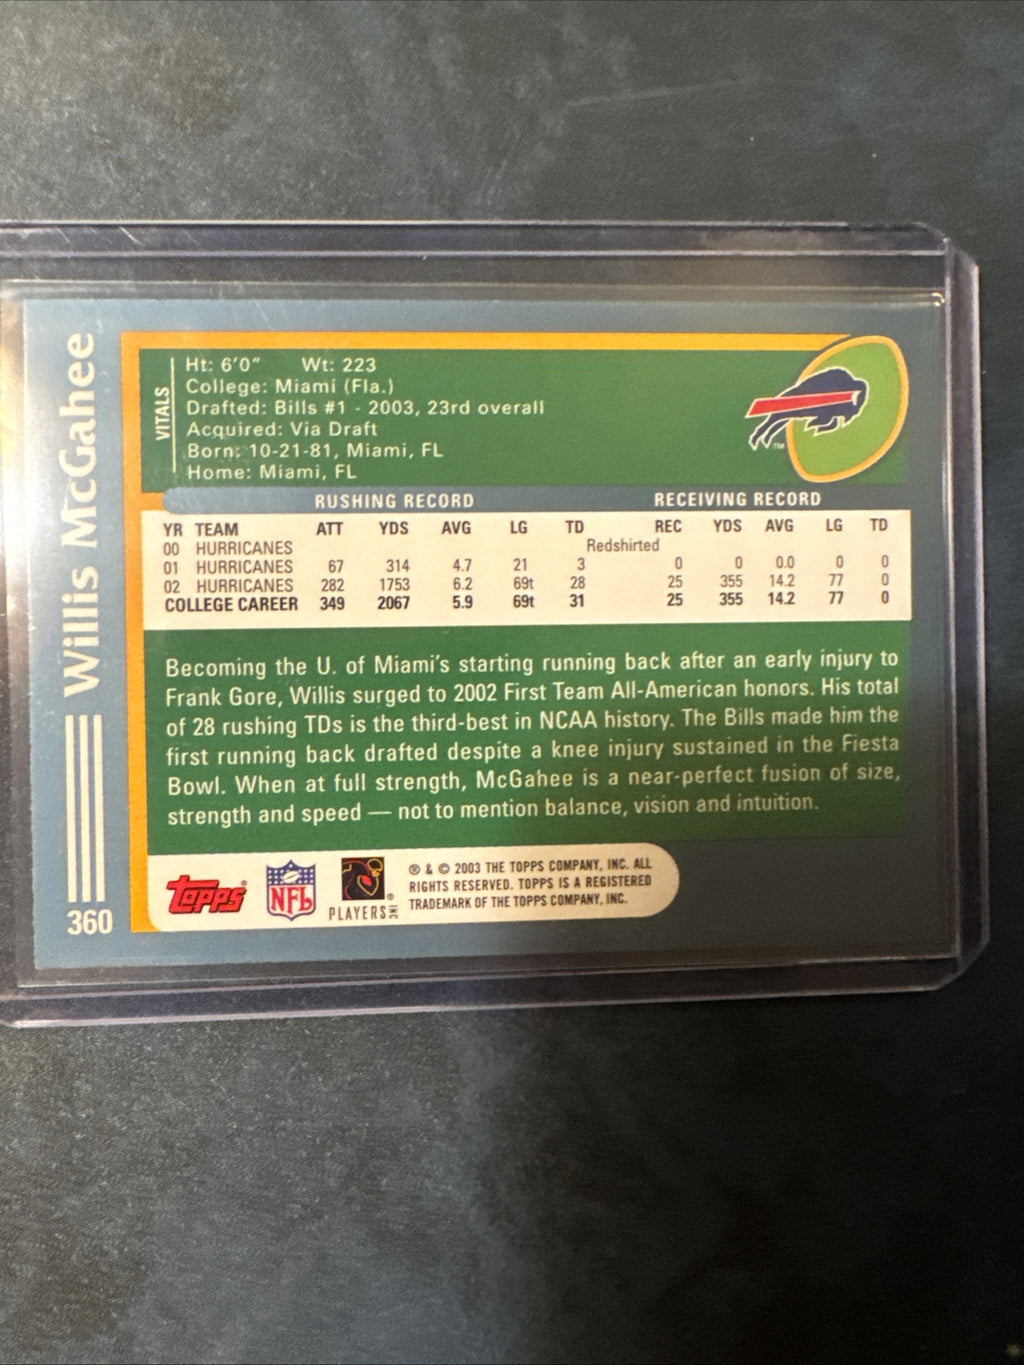 Willis McGahee
360
VITALS
Ht: 6'0" Wt: 223
College: Miami (Fla.)
Drafted: Bills #1 - 2003, 23rd overall
Acquired: Via Draft
Born: 10-21-81, Miami, FL
Home: Miami, FL
TM
RUSHING RECORD RECEIVING RECORD
YR TEAM ATT YDS AVG LG TD REC YDS AVG LG TD
00 HURRICANES Redshirted
01 HURRICANES 67 314 4.7 21 3 0 0 0.0 0 0
02 HURRICANES 282 1753 6.2 69t 28 25 355 14.2 77 0
COLLEGE CAREER 349 2067 5.9 69t 31 25 355 14.2 77 0
Becoming the U. of Miami's starting running back after an early injury to
Frank Gore, Willis surged to 2002 First Team All-American honors. His total
of 28 rushing TDs is the third-best in NCAA history. The Bills made him the
first running back drafted despite a knee injury sustained in the Fiesta
Bowl. When at full strength, McGahee is a near-perfect fusion of size,
strength and speed — not to mention balance, vision and intuition.
Topps®
NFL
PLAYERS INC ®
® & © 2003 THE TOPPS COMPANY, INC. ALL
RIGHTS RESERVED. TOPPS IS A REGISTERED
TRADEMARK OF THE TOPPS COMPANY, INC.